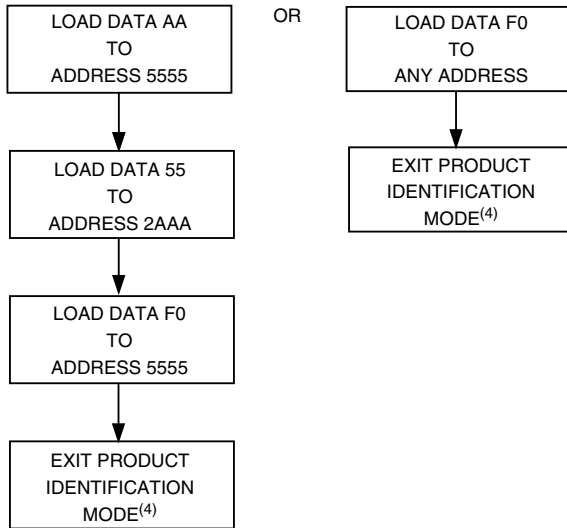 LOAD DATA AA
TO
ADDRESS 5555
LOAD DATA 55
TO
ADDRESS 2AAA
LOAD DATA F0
TO
ADDRESS 5555
EXIT PRODUCT
IDENTIFICATION
MODE(4)
OR
LOAD DATA F0
TO
ANY ADDRESS
EXIT PRODUCT
IDENTIFICATION
MODE(4)